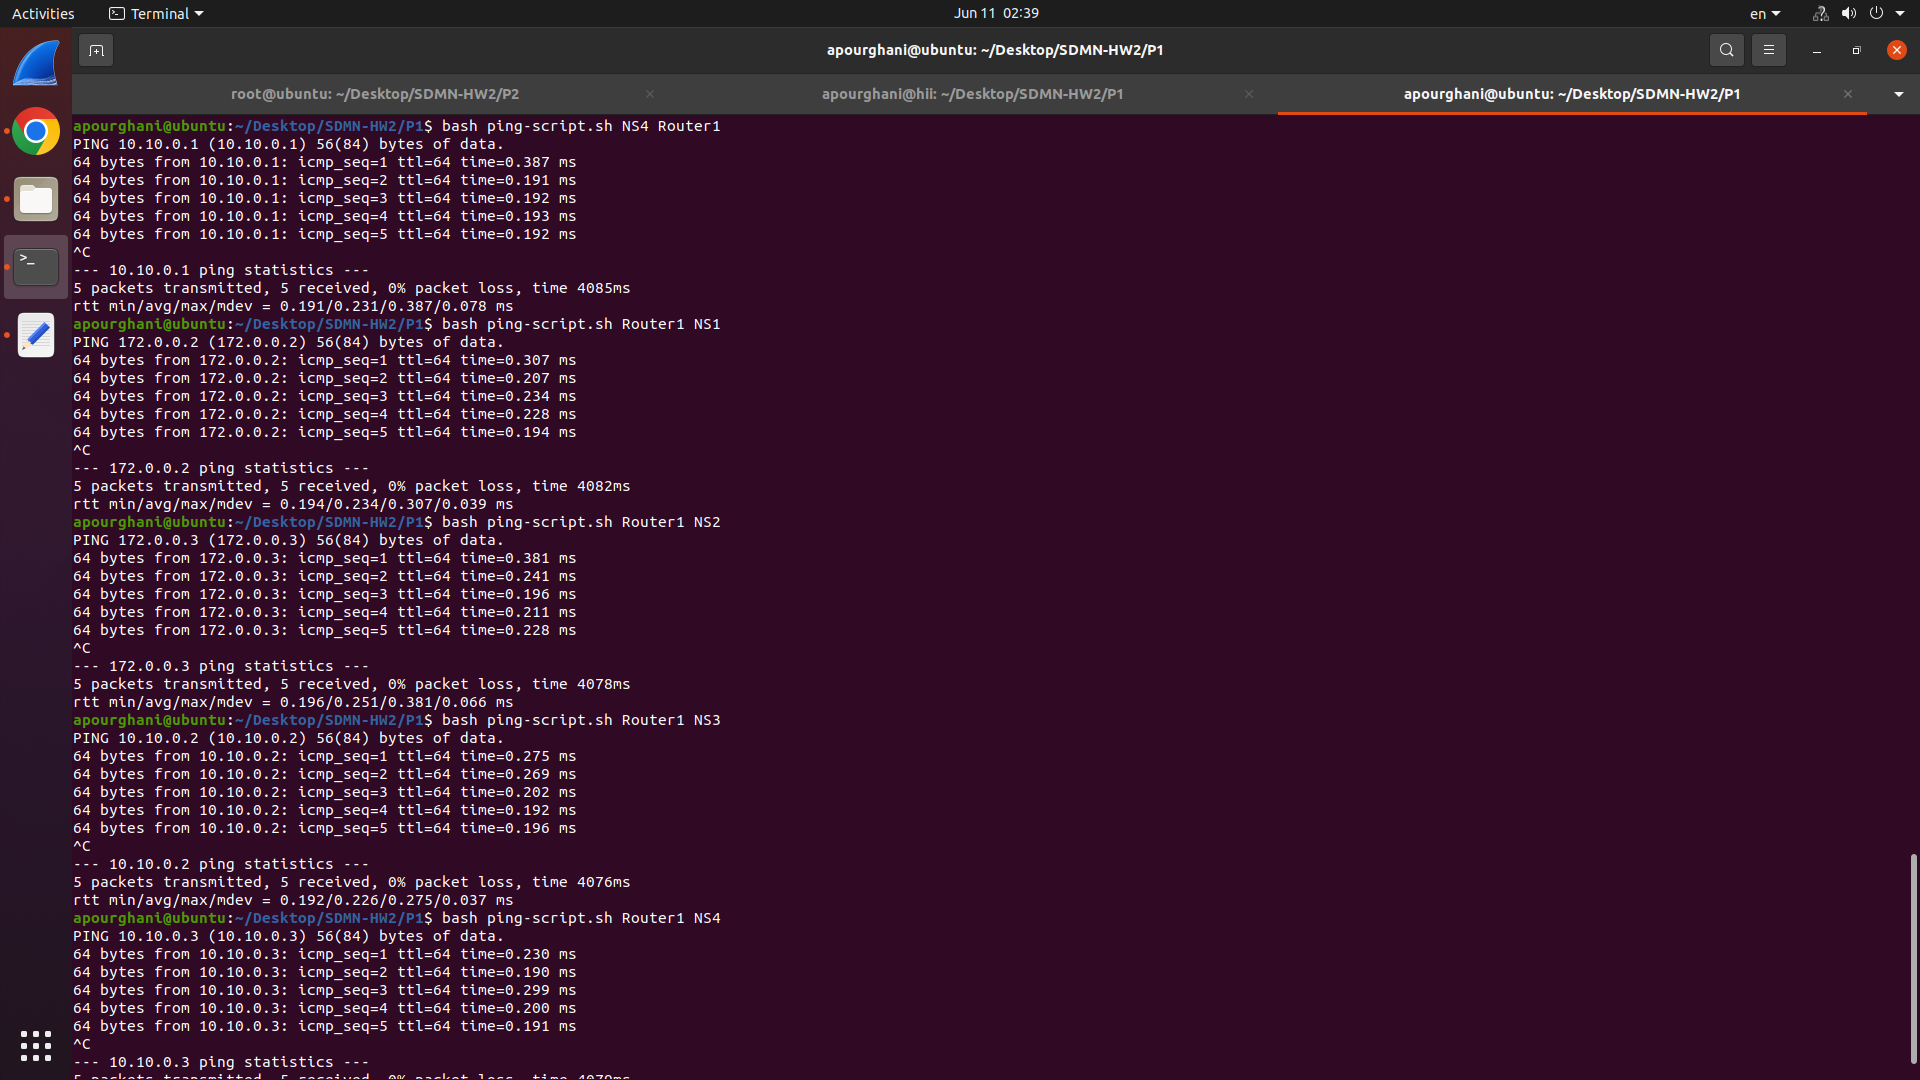 Activities Terminal Jun 11 02:39 en
apourghani@ubuntu: ~/Desktop/SDMN-HW2/P1
root@ubuntu: ~/Desktop/SDMN-HW2/P2 apourghani@hii: ~/Desktop/SDMN-HW2/P1 apourghani@ubuntu: ~/Desktop/SDMN-HW2/P1
apourghani@ubuntu:~/Desktop/SDMN-HW2/P1$ bash ping-script.sh NS4 Router1
PING 10.10.0.1 (10.10.0.1) 56(84) bytes of data.
64 bytes from 10.10.0.1: icmp_seq=1 ttl=64 time=0.387 ms
64 bytes from 10.10.0.1: icmp_seq=2 ttl=64 time=0.191 ms
64 bytes from 10.10.0.1: icmp_seq=3 ttl=64 time=0.192 ms
64 bytes from 10.10.0.1: icmp_seq=4 ttl=64 time=0.193 ms
64 bytes from 10.10.0.1: icmp_seq=5 ttl=64 time=0.192 ms
^C
--- 10.10.0.1 ping statistics ---
5 packets transmitted, 5 received, 0% packet loss, time 4085ms
rtt min/avg/max/mdev = 0.191/0.231/0.387/0.078 ms
apourghani@ubuntu:~/Desktop/SDMN-HW2/P1$ bash ping-script.sh Router1 NS1
PING 172.0.0.2 (172.0.0.2) 56(84) bytes of data.
64 bytes from 172.0.0.2: icmp_seq=1 ttl=64 time=0.307 ms
64 bytes from 172.0.0.2: icmp_seq=2 ttl=64 time=0.207 ms
64 bytes from 172.0.0.2: icmp_seq=3 ttl=64 time=0.234 ms
64 bytes from 172.0.0.2: icmp_seq=4 ttl=64 time=0.228 ms
64 bytes from 172.0.0.2: icmp_seq=5 ttl=64 time=0.194 ms
^C
--- 172.0.0.2 ping statistics ---
5 packets transmitted, 5 received, 0% packet loss, time 4082ms
rtt min/avg/max/mdev = 0.194/0.234/0.307/0.039 ms
apourghani@ubuntu:~/Desktop/SDMN-HW2/P1$ bash ping-script.sh Router1 NS2
PING 172.0.0.3 (172.0.0.3) 56(84) bytes of data.
64 bytes from 172.0.0.3: icmp_seq=1 ttl=64 time=0.381 ms
64 bytes from 172.0.0.3: icmp_seq=2 ttl=64 time=0.241 ms
64 bytes from 172.0.0.3: icmp_seq=3 ttl=64 time=0.196 ms
64 bytes from 172.0.0.3: icmp_seq=4 ttl=64 time=0.211 ms
64 bytes from 172.0.0.3: icmp_seq=5 ttl=64 time=0.228 ms
^C
--- 172.0.0.3 ping statistics ---
5 packets transmitted, 5 received, 0% packet loss, time 4078ms
rtt min/avg/max/mdev = 0.196/0.251/0.381/0.066 ms
apourghani@ubuntu:~/Desktop/SDMN-HW2/P1$ bash ping-script.sh Router1 NS3
PING 10.10.0.2 (10.10.0.2) 56(84) bytes of data.
64 bytes from 10.10.0.2: icmp_seq=1 ttl=64 time=0.275 ms
64 bytes from 10.10.0.2: icmp_seq=2 ttl=64 time=0.269 ms
64 bytes from 10.10.0.2: icmp_seq=3 ttl=64 time=0.202 ms
64 bytes from 10.10.0.2: icmp_seq=4 ttl=64 time=0.192 ms
64 bytes from 10.10.0.2: icmp_seq=5 ttl=64 time=0.196 ms
^C
--- 10.10.0.2 ping statistics ---
5 packets transmitted, 5 received, 0% packet loss, time 4076ms
rtt min/avg/max/mdev = 0.192/0.226/0.275/0.037 ms
apourghani@ubuntu:~/Desktop/SDMN-HW2/P1$ bash ping-script.sh Router1 NS4
PING 10.10.0.3 (10.10.0.3) 56(84) bytes of data.
64 bytes from 10.10.0.3: icmp_seq=1 ttl=64 time=0.230 ms
64 bytes from 10.10.0.3: icmp_seq=2 ttl=64 time=0.190 ms
64 bytes from 10.10.0.3: icmp_seq=3 ttl=64 time=0.299 ms
64 bytes from 10.10.0.3: icmp_seq=4 ttl=64 time=0.200 ms
64 bytes from 10.10.0.3: icmp_seq=5 ttl=64 time=0.191 ms
^C
--- 10.10.0.3 ping statistics ---
5 packets transmitted, 5 received, 0% packet loss, time